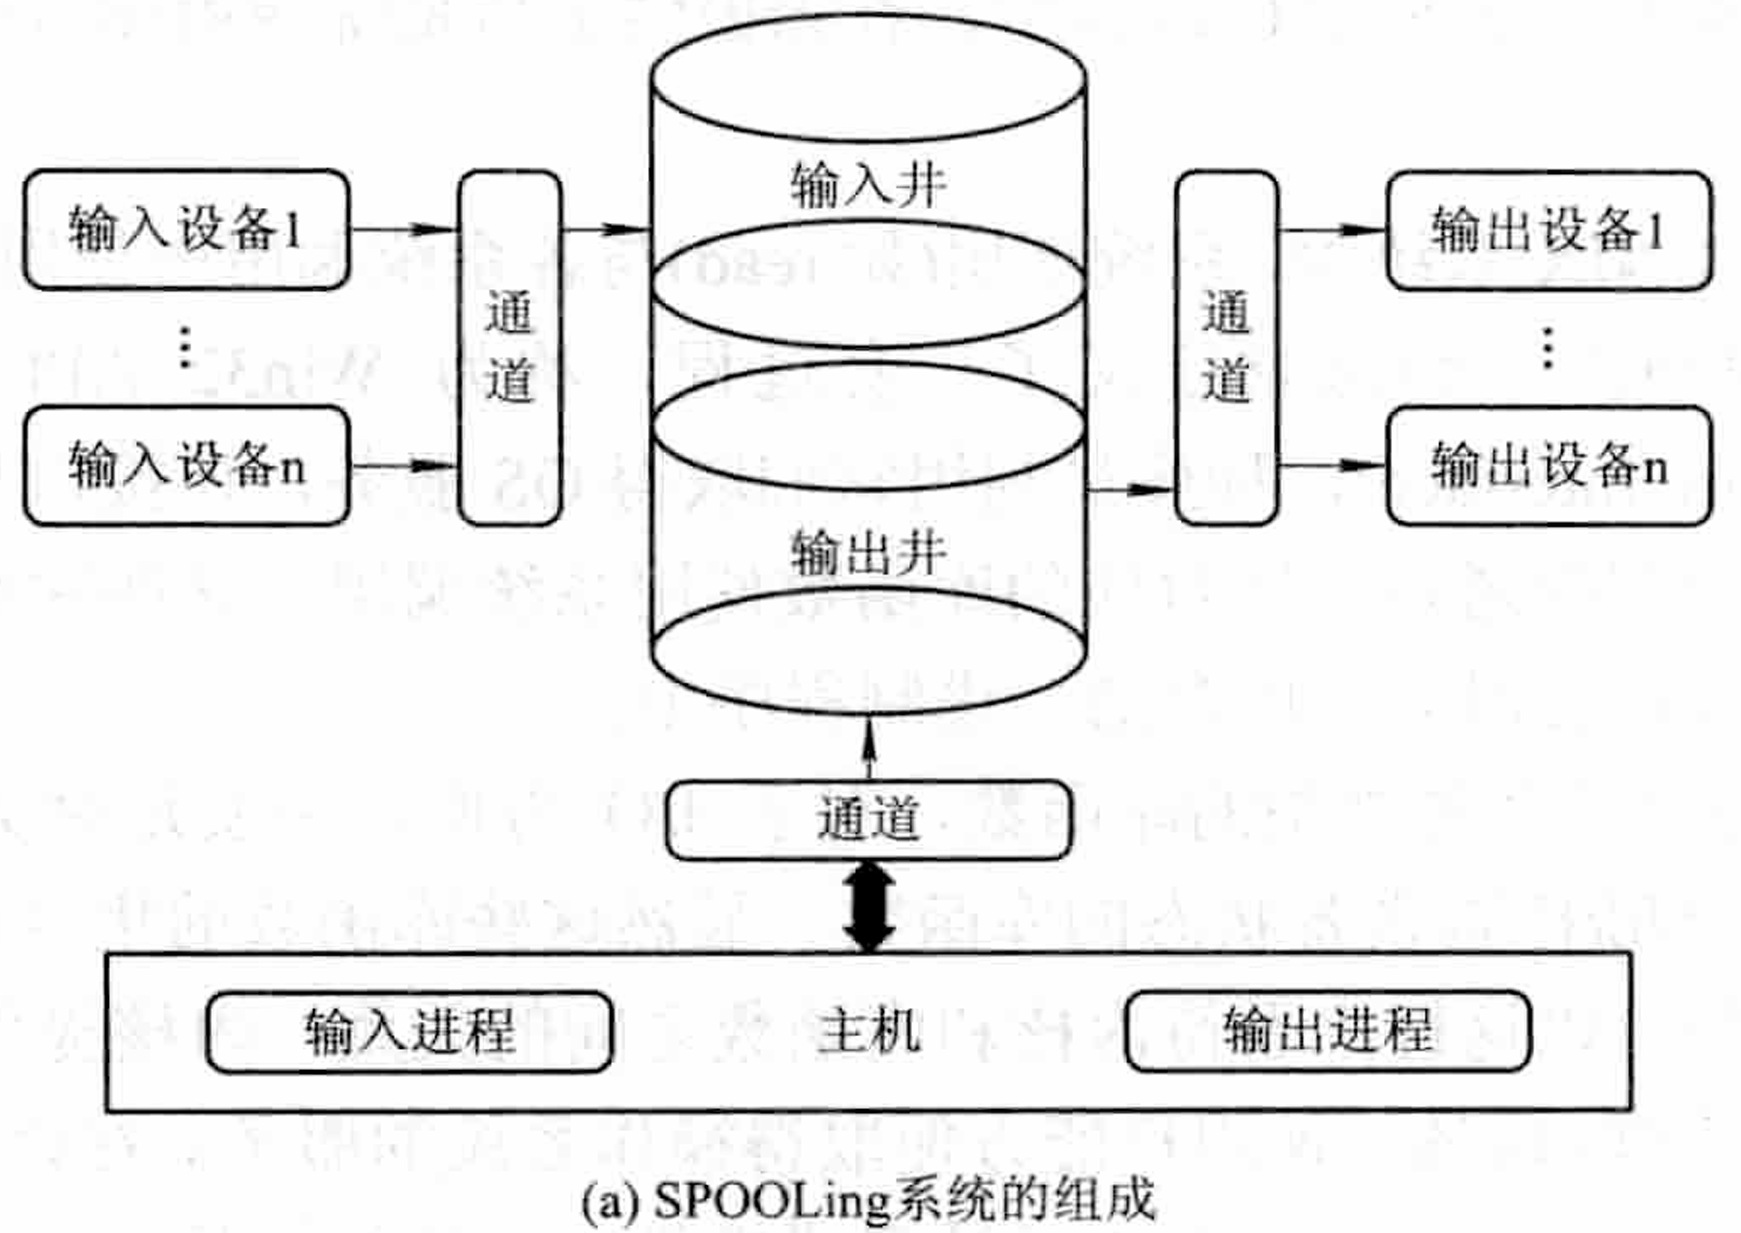 输入井
输入设备1
通道
输出设备1
通道
⋮
⋮
输入设备n
输出设备n
输出井
通道
输入进程
主机
输出进程
(a) SPOOLing系统的组成